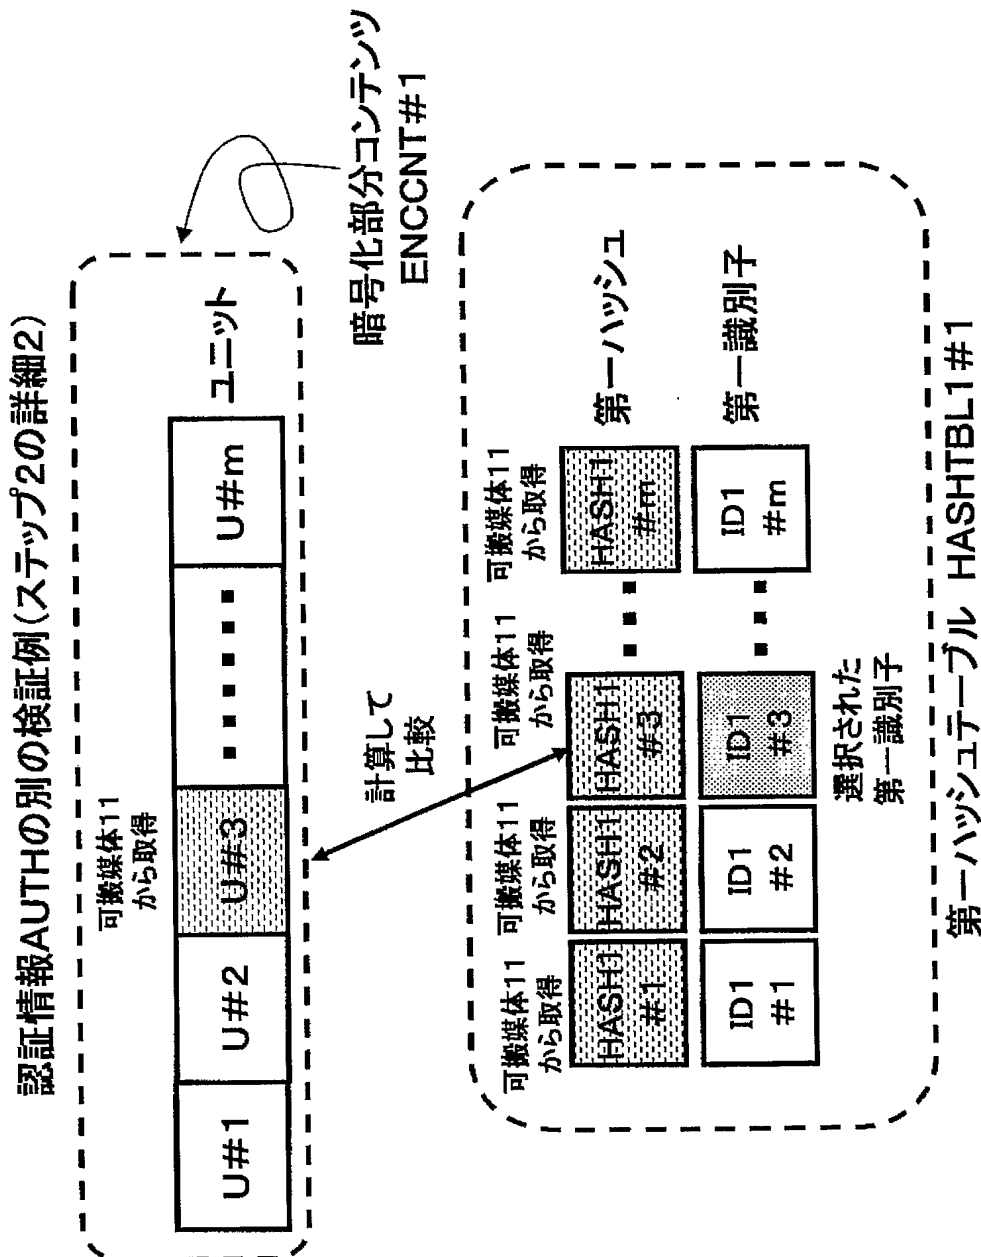 認証情報AUTHの別の検証例(ステップ2の詳細2)
可搬媒体11
から取得
U#1
U#2
U#3
U#m
ユニット
暗号化部分コンテンツ
ENCCNT#1
計算して
比較
可搬媒体11
から取得
可搬媒体11
から取得
可搬媒体11
から取得
可搬媒体11
から取得
HASH1
#1
HASH1
#2
HASH1
#3
HASH1
#m
第一ハッシュ
ID1
#1
ID1
#2
ID1
#3
ID1
#m
第一識別子
選択された
第一識別子
第一ハッシュテーブル HASHTBL1#1